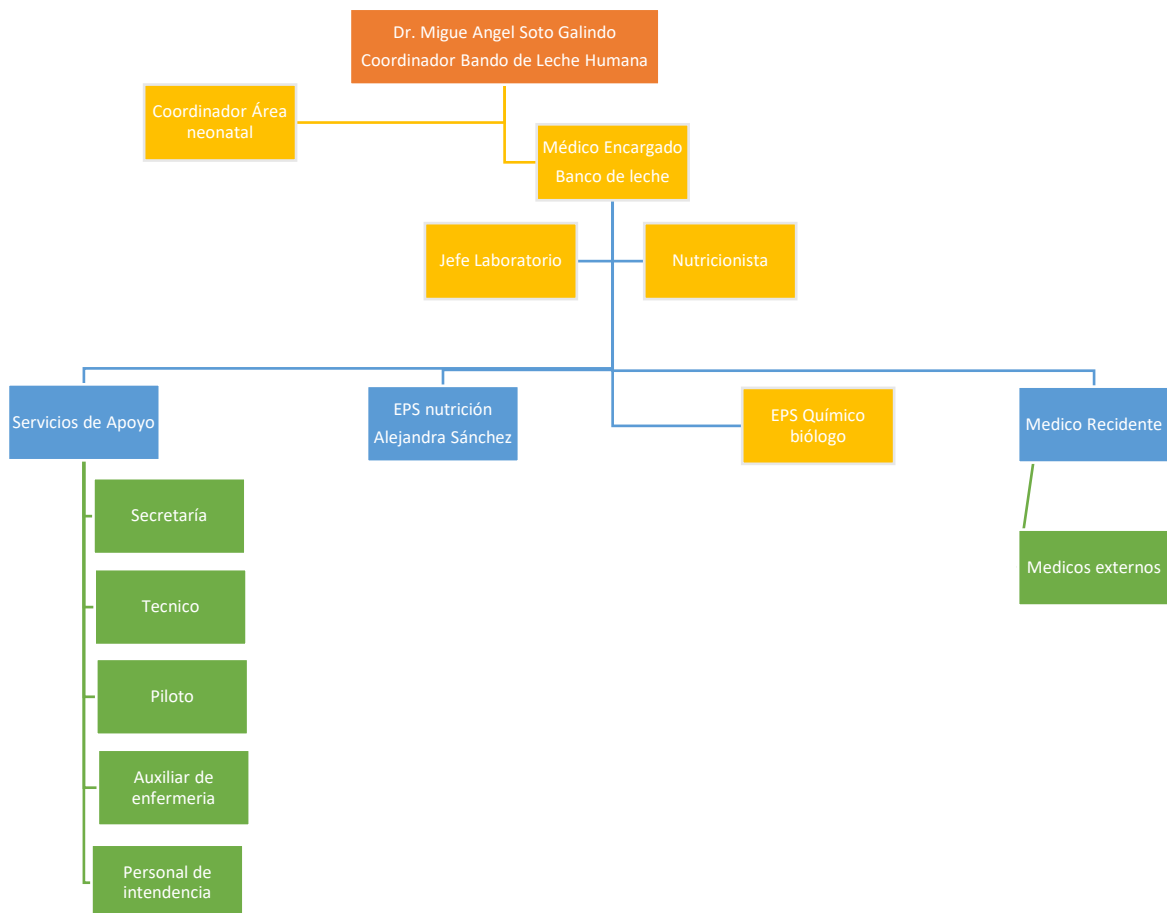 Dr. Migue Angel Soto Galindo
Coordinador Bando de Leche Humana
Coordinador Área
neonatal
Médico Encargado
Banco de leche
Jefe Laboratorio
Nutricionista
Servicios de Apoyo
EPS nutrición
Alejandra Sánchez
EPS Químico
biólogo
Medico Recidente
Secretaría
Tecnico
Piloto
Auxiliar de
enfermeria
Personal de
intendencia
Medicos externos